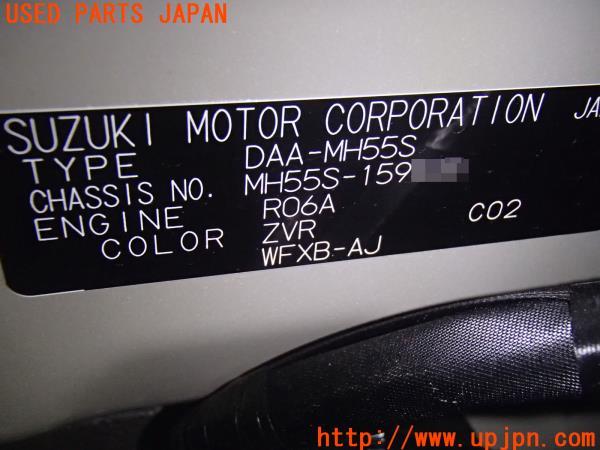 USED PARTS JAPAN
SUZUKI MOTOR CORPORATION JA
TYPE DAA-MH55S
CHASSIS NO. MH55S-159
ENGINE R06A CO2
COLOR ZVR
WFXB-AJ
http://www.upjpn.com